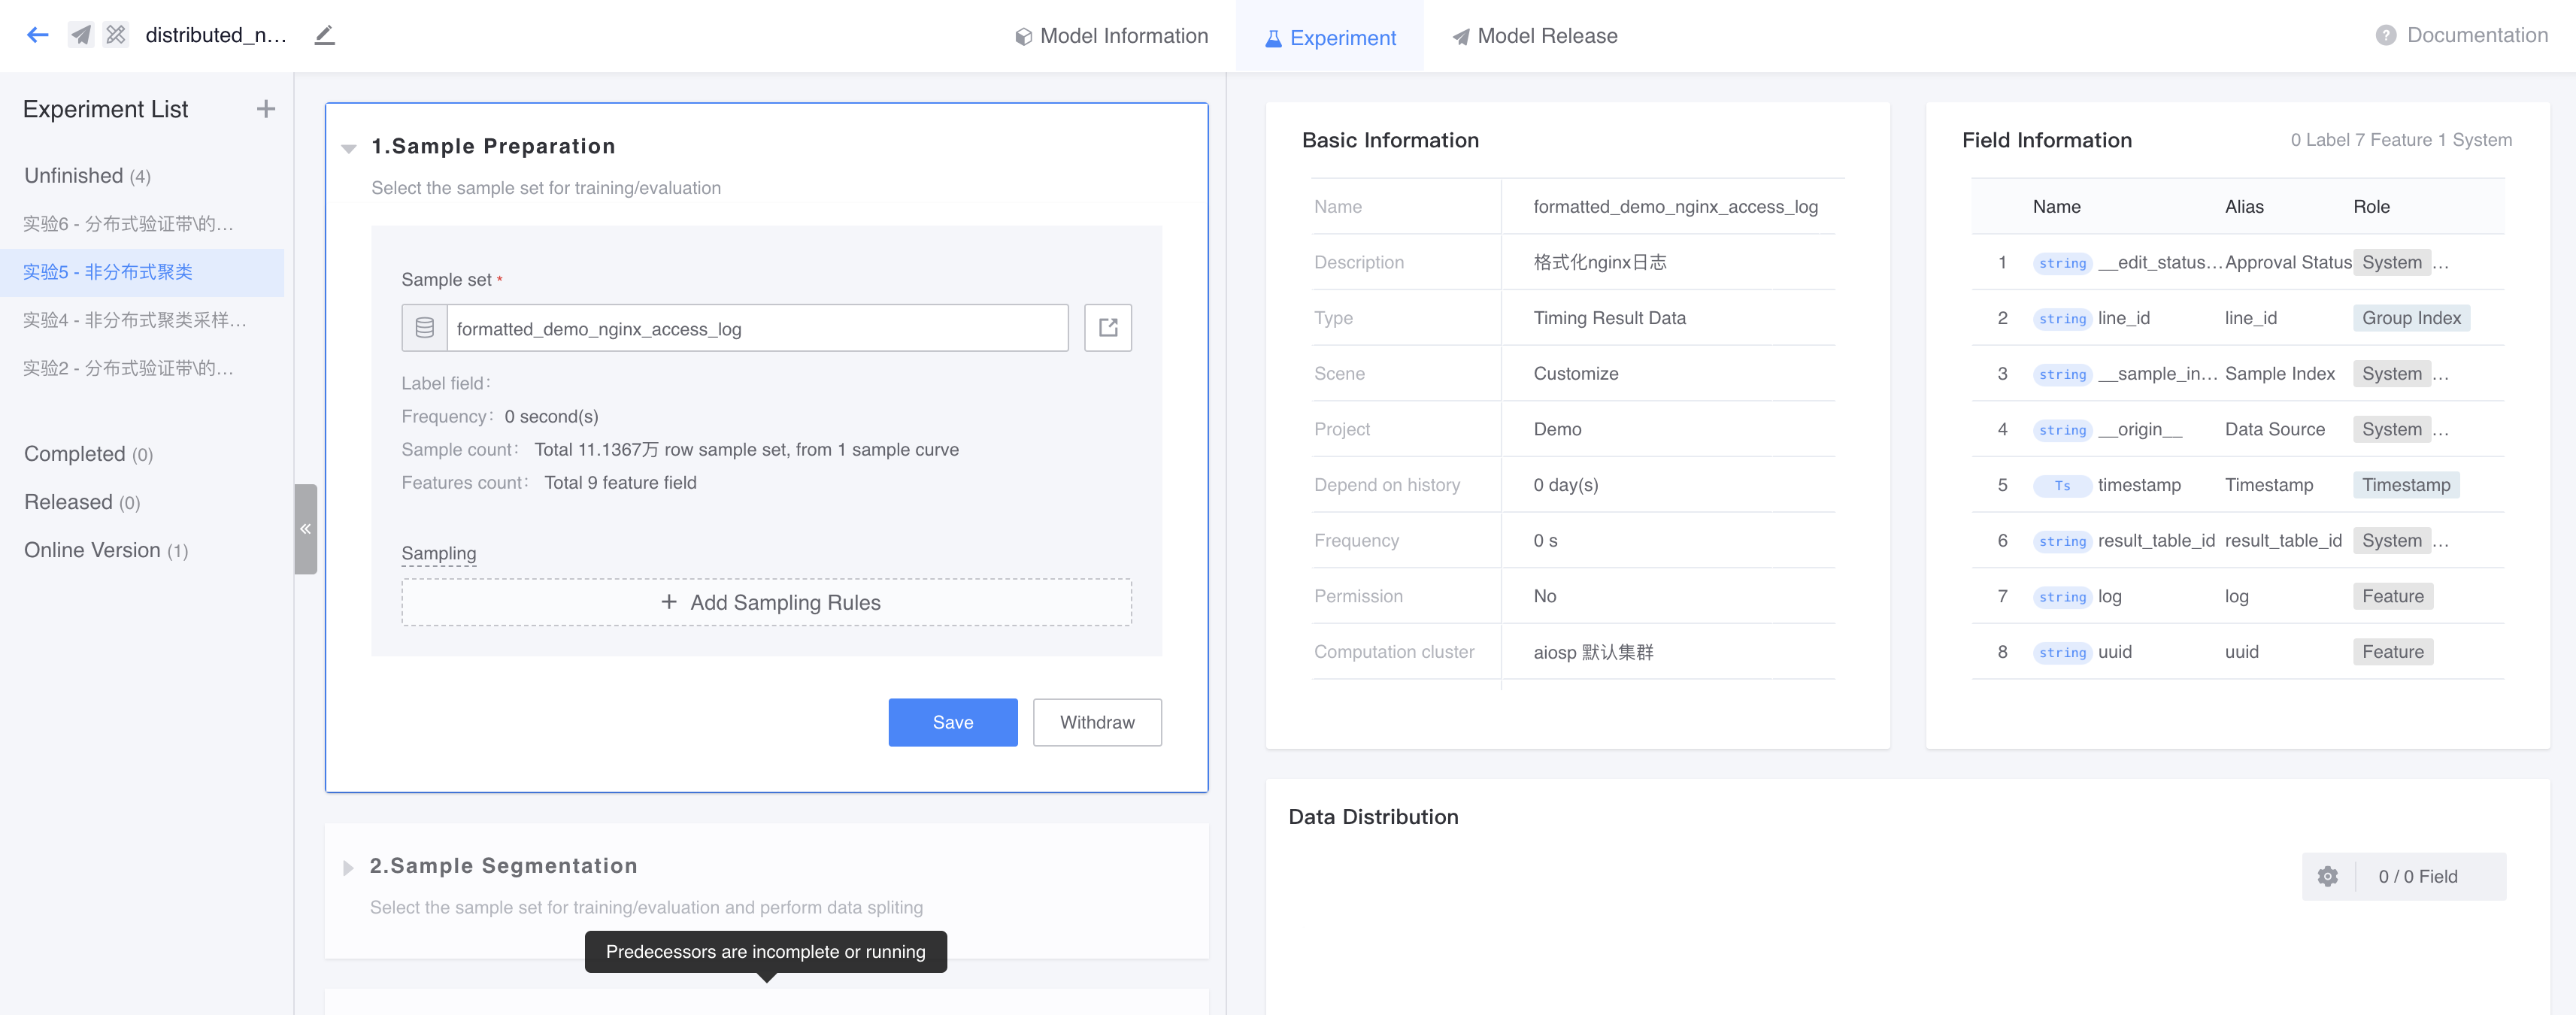 distributed_n...
Model Information
Experiment
Model Release
Documentation
Experiment List
Unfinished (4)
实验6 - 分布式验证带\的...
实验5 - 非分布式聚类
实验4 - 非分布式聚类采样...
实验2 - 分布式验证带\的...
Completed (0)
Released (0)
Online Version (1)
1.Sample Preparation
Select the sample set for training/evaluation
Sample set *
formatted_demo_nginx_access_log
Label field:
Frequency: 0 second(s)
Sample count: Total 11.1367万 row sample set, from 1 sample curve
Features count: Total 9 feature field
Sampling
+ Add Sampling Rules
Save
Withdraw
2.Sample Segmentation
Select the sample set for training/evaluation and perform data spliting
Predecessors are incomplete or running
Basic Information
Name formatted_demo_nginx_access_log
Description 格式化nginx日志
Type Timing Result Data
Scene Customize
Project Demo
Depend on history 0 day(s)
Frequency 0 s
Permission No
Computation cluster aiosp 默认集群
Field Information
0 Label 7 Feature 1 System
Name Alias Role
1 string __edit_status... Approval Status System ...
2 string line_id line_id Group Index
3 string __sample_in... Sample Index System ...
4 string __origin__ Data Source System ...
5 Ts timestamp Timestamp Timestamp
6 string result_table_id result_table_id System ...
7 string log log Feature
8 string uuid uuid Feature
Data Distribution
0 / 0 Field